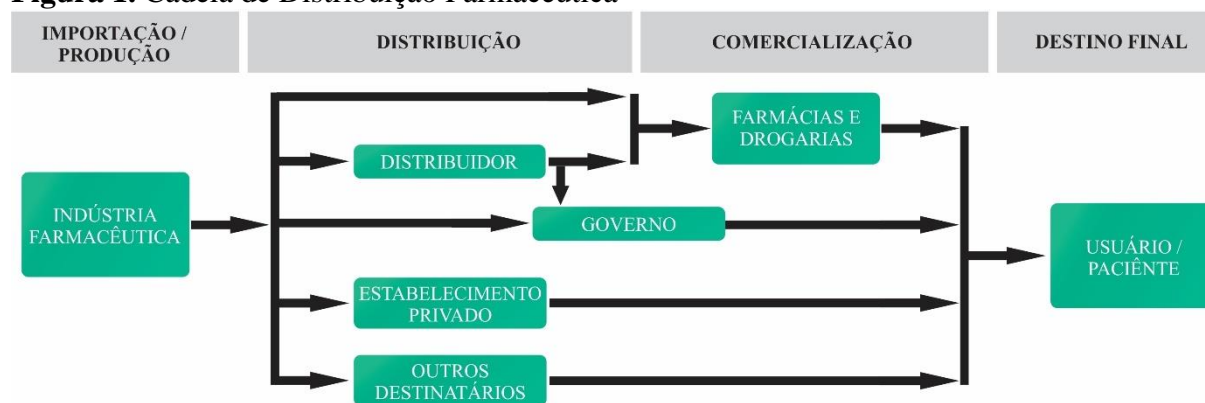 Figura 1. Cadeia de Distribuição Farmacêutica
IMPORTAÇÃO /
PRODUÇÃO
DISTRIBUIÇÃO
COMERCIALIZAÇÃO
DESTINO FINAL
FARMÁCIAS E
DROGARIAS
DISTRIBUIDOR
INDÚSTRIA
FARMACÊUTICA
GOVERNO
USUÁRIO /
PACIÊNTE
ESTABELECIMENTO
PRIVADO
OUTROS
DESTINATÁRIOS